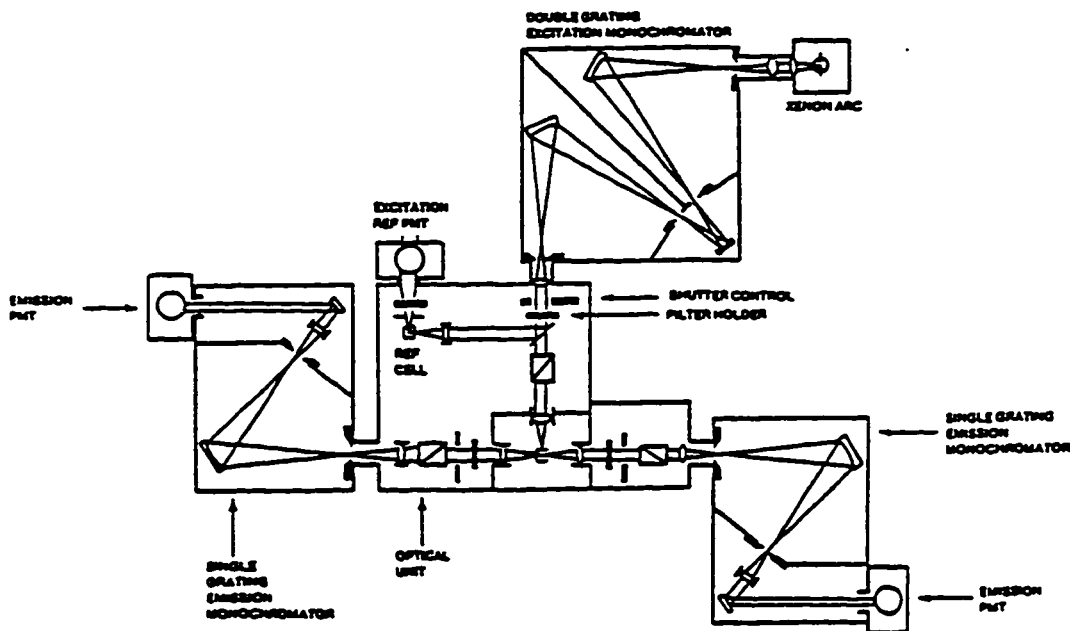 DOUBLE GRATING
EXCITATION MONOCHROMATOR
XENON ARC
EXCITATION
REF PMT
EMISSION
PMT
SHUTTER CONTROL
FILTER HOLDER
REF
CELL
SINGLE GRATING
EMISSION
MONOCHROMATOR
SINGLE
GRATING
EMISSION
MONOCHROMATOR
OPTICAL
UNIT
EMISSION
PMT